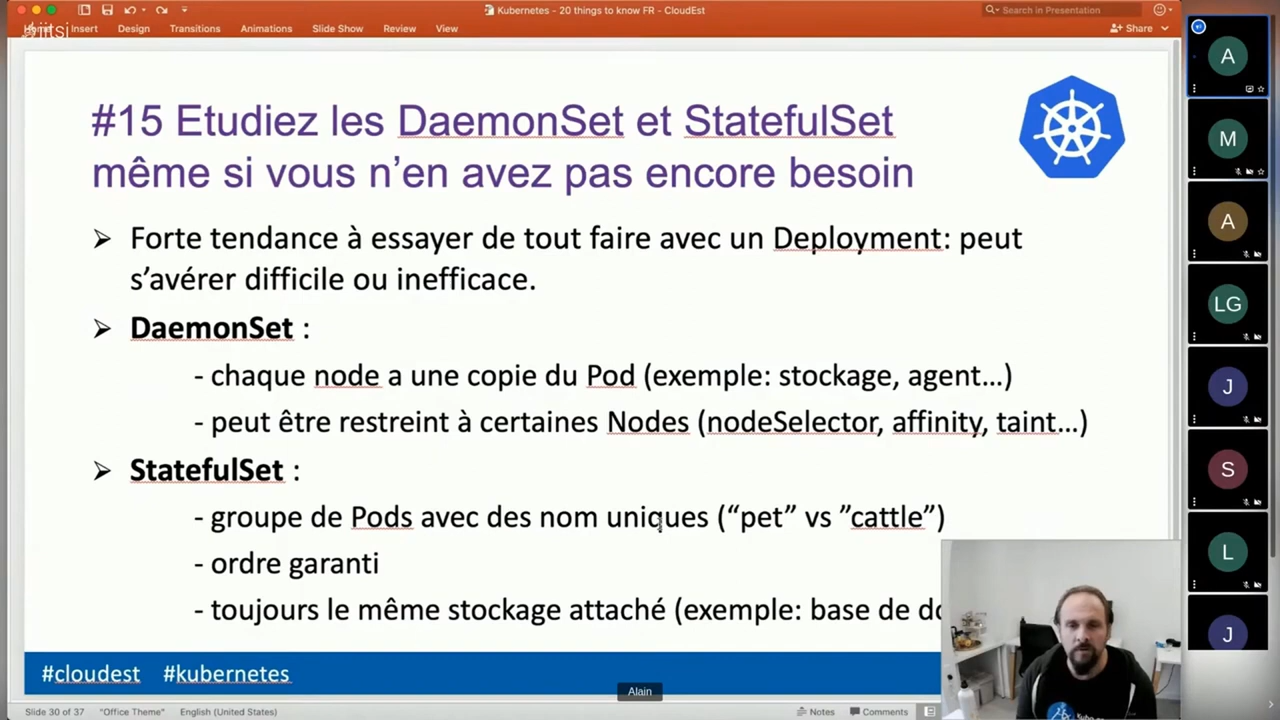 Kubernetes - 20 things to know FR - CloudEst
Search in Presentation
jitsi
Insert
Design
Transitions
Animations
Slide Show
Review
View
Share
#15 Etudiez les DaemonSet et StatefulSet
même si vous n’en avez pas encore besoin
➢ Forte tendance à essayer de tout faire avec un Deployment: peut
s’avérer difficile ou inefficace.
➢ DaemonSet :
- chaque node a une copie du Pod (exemple: stockage, agent…)
- peut être restreint à certaines Nodes (nodeSelector, affinity, taint…)
➢ StatefulSet :
- groupe de Pods avec des nom uniques (“pet” vs ”cattle”)
- ordre garanti
- toujours le même stockage attaché (exemple: base de
#cloudest #kubernetes
Alain
Slide 30 of 37
"Office Theme"
English (United States)
Notes
Comments
A
M
A
LG
J
S
L
J